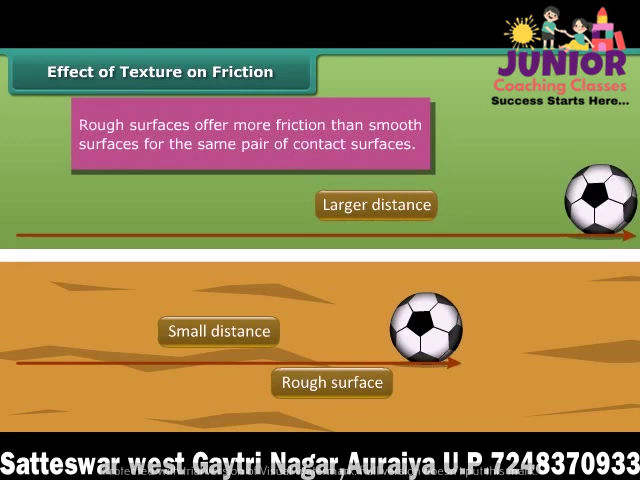 JUNIOR
Coaching Classes
Success Starts Here...
Effect of Texture on Friction
Rough surfaces offer more friction than smooth
surfaces for the same pair of contact surfaces.
Larger distance
Small distance
Rough surface
Satteswar west Gaytri Nagar,Auraiya U.P 7248370933